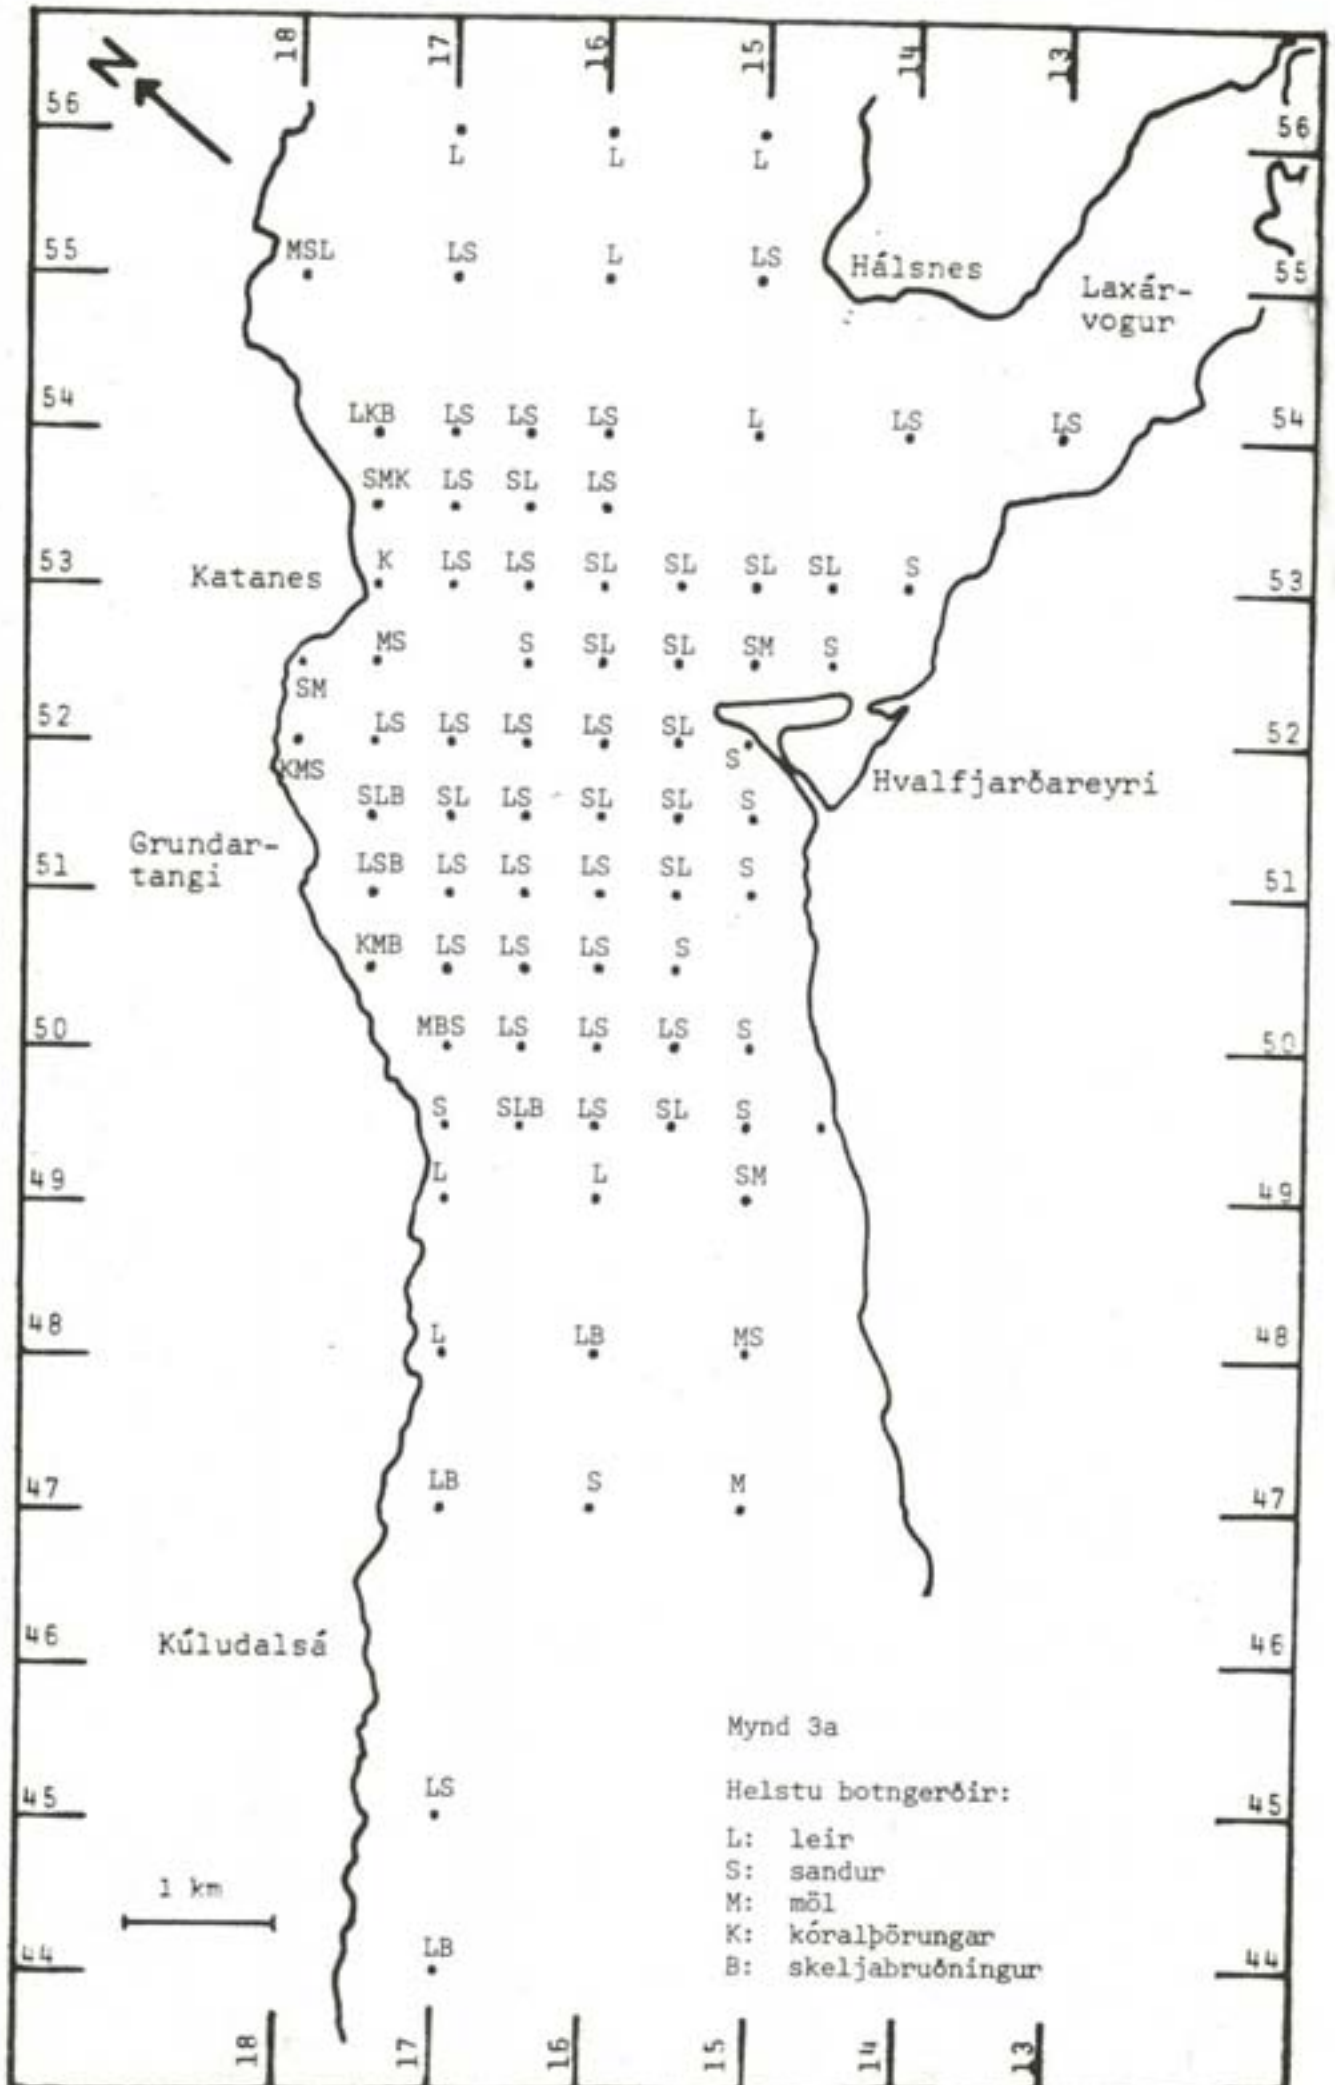 N
18 17 16 15 14 13
56 56
L L L
MSL LS L LS
55 55
Hálsnes
Laxár-
vogur
54 54
LKB LS LS LS L LS LS
SMK LS SL LS
53 53
K LS LS SL SL SL SL S
Katanes
MS S SL SL SM S
SM
52 52
LS LS LS LS SL
S
KMS
Hvalfjarðareyri
SLB SL LS SL SL S
Grundar-
tangi
51 51
LSB LS LS LS SL S
KMB LS LS LS S
50 50
MBS LS LS LS S
S SLB LS SL S
49 49
L L SM
48 48
L LB MS
47 47
LB S M
46 46
Kúludalsá
Mynd 3a
Helstu botngerðir:
45 45
LS
L: leir
S: sandur
M: möl
K: kóralþörungar
B: skeljabruðningur
1 km
44 44
LB
18 17 16 15 14 13